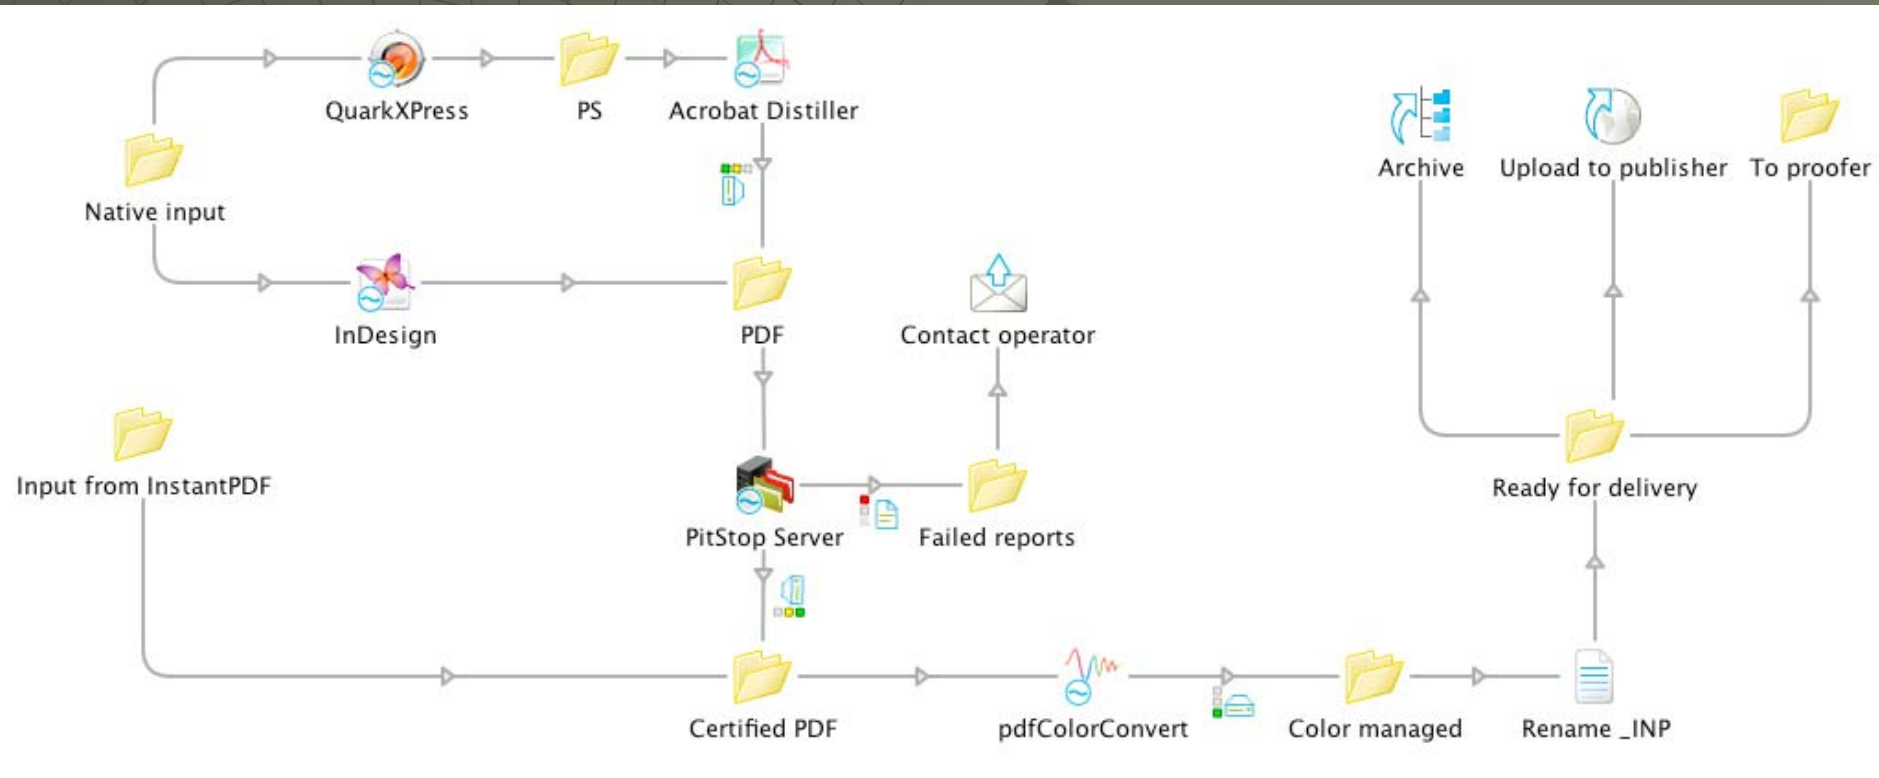 QuarkXPress
PS
Acrobat Distiller
Archive
Upload to publisher
To proofer
Native input
InDesign
PDF
Contact operator
Input from InstantPDF
Ready for delivery
PitStop Server
Failed reports
Certified PDF
pdfColorConvert
Color managed
Rename _INP